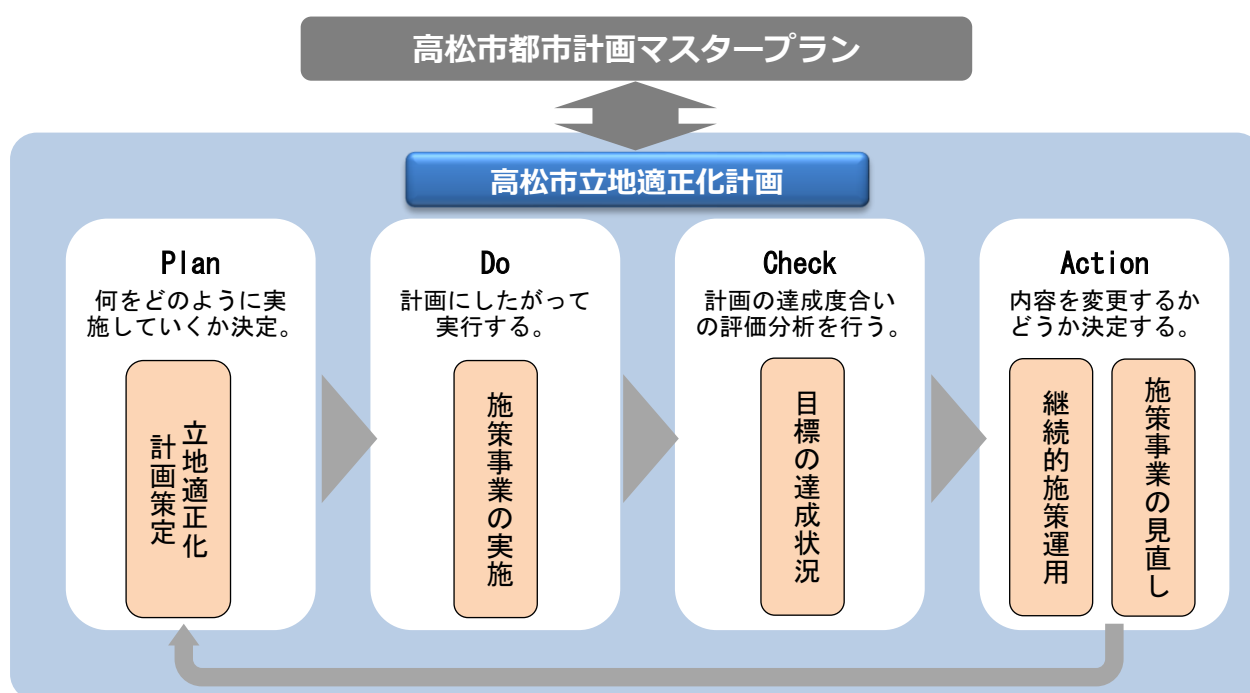 高松市都市計画マスタープラン
高松市立地適正化計画
Plan
何をどのように実
施していくか決定。
立地適正化
計画策定
Do
計画にしたがって
実行する。
施策事業の実施
Check
計画の達成度合い
の評価分析を行う。
目標の達成状況
Action
内容を変更するか
どうか決定する。
継続的施策運用
施策事業の見直し